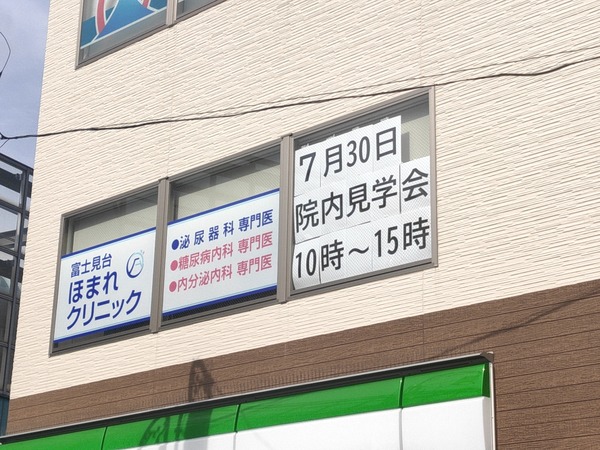 富士見台
ほまれ
クリニック
●泌尿器科 専門医
●糖尿病内科 専門医
●内分泌内科 専門医
7月30日
院内見学会
10時～15時